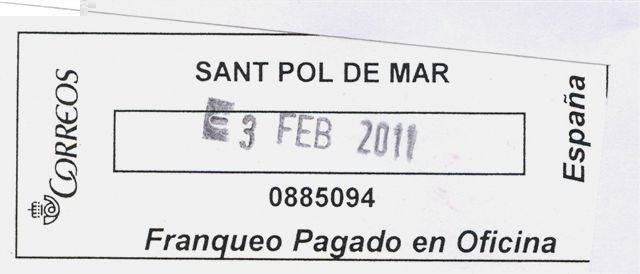 CORREOS
SANT POL DE MAR
3 FEB 2011
0885094
Franqueo Pagado en Oficina
España